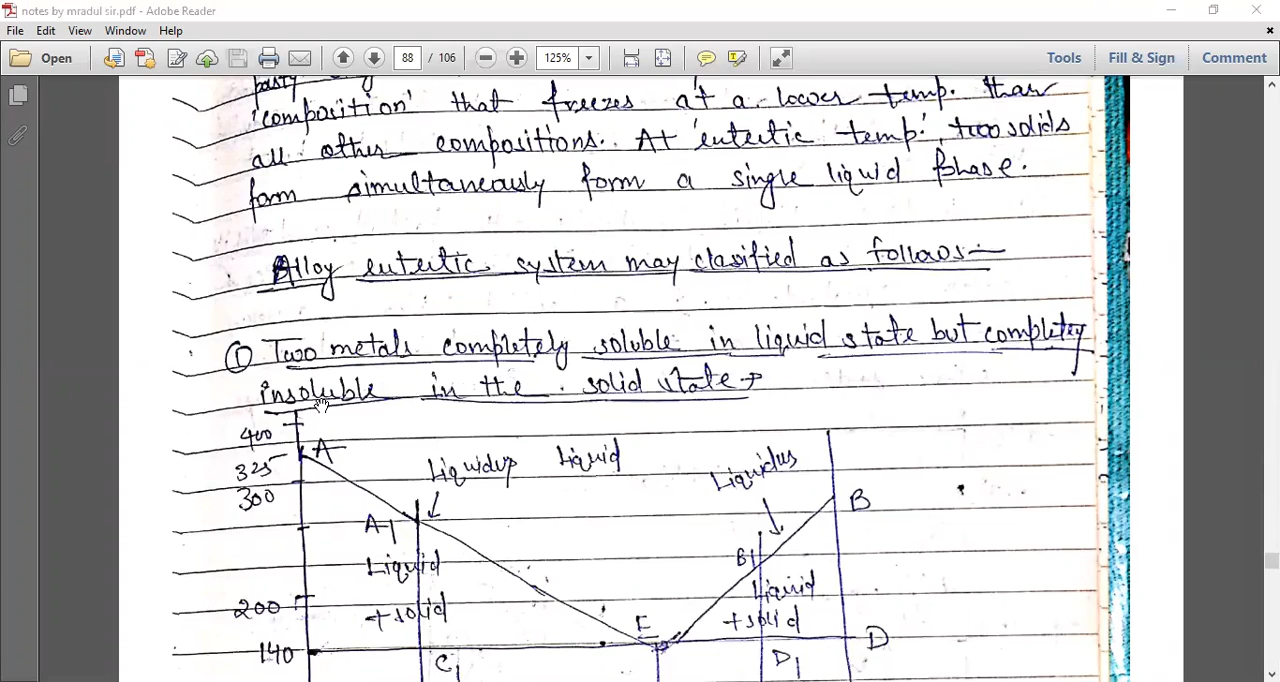 notes by mradul sir.pdf - Adobe Reader
File Edit View Window Help
Open 88 / 106 125% Tools Fill & Sign Comment
'composition' that freezes at a lower temp. than
all other compositions. At 'eutectic temp', two solids
form simultaneously form a single liquid phase.
Alloy eutectic system may clasified as follows:-
① Two metals completely soluble in liquid state but completely
insoluble in the solid state→
400
325 A
300
Liquidus Liquid Liquidus
B
A1
B1
Liquid
+ solid
Liquid
+ solid
200
E
140 C1 D1 D